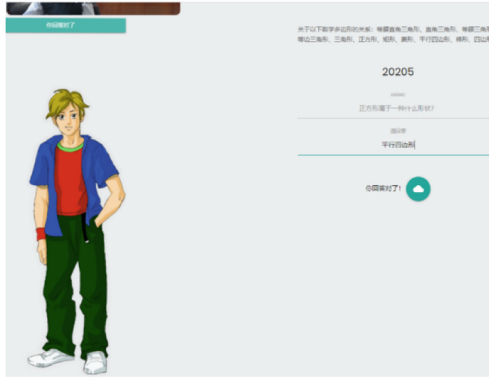 你回答对了
关于以下数学多边形的关系：等腰直角三角形、直角三角形、等腰三角形
等边三角形、三角形、正方形、矩形、菱形、平行四边形、梯形、四边形
20205
正方形属于一种什么形状?
平行四边形
你回答对了!